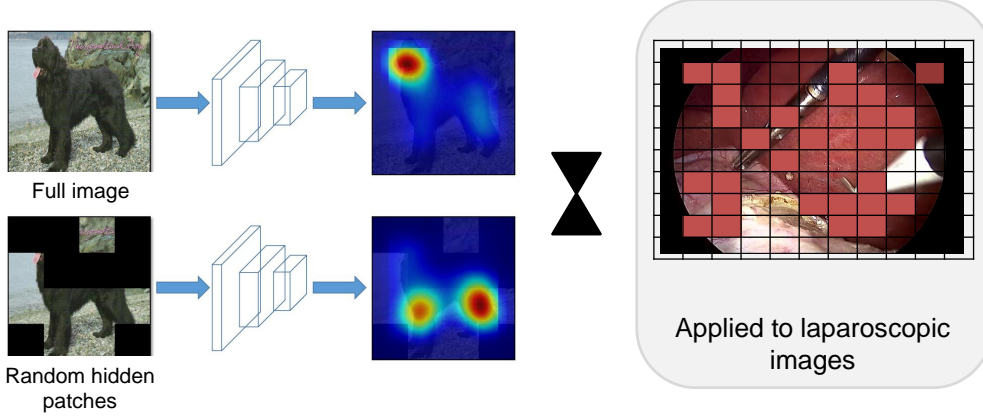 Full image
Random hidden
patches
Applied to laparoscopic
images